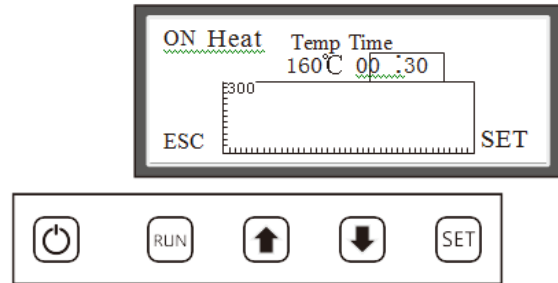 ON Heat Temp Time
160℃ 00 :30
300
ESC SET
RUN SET